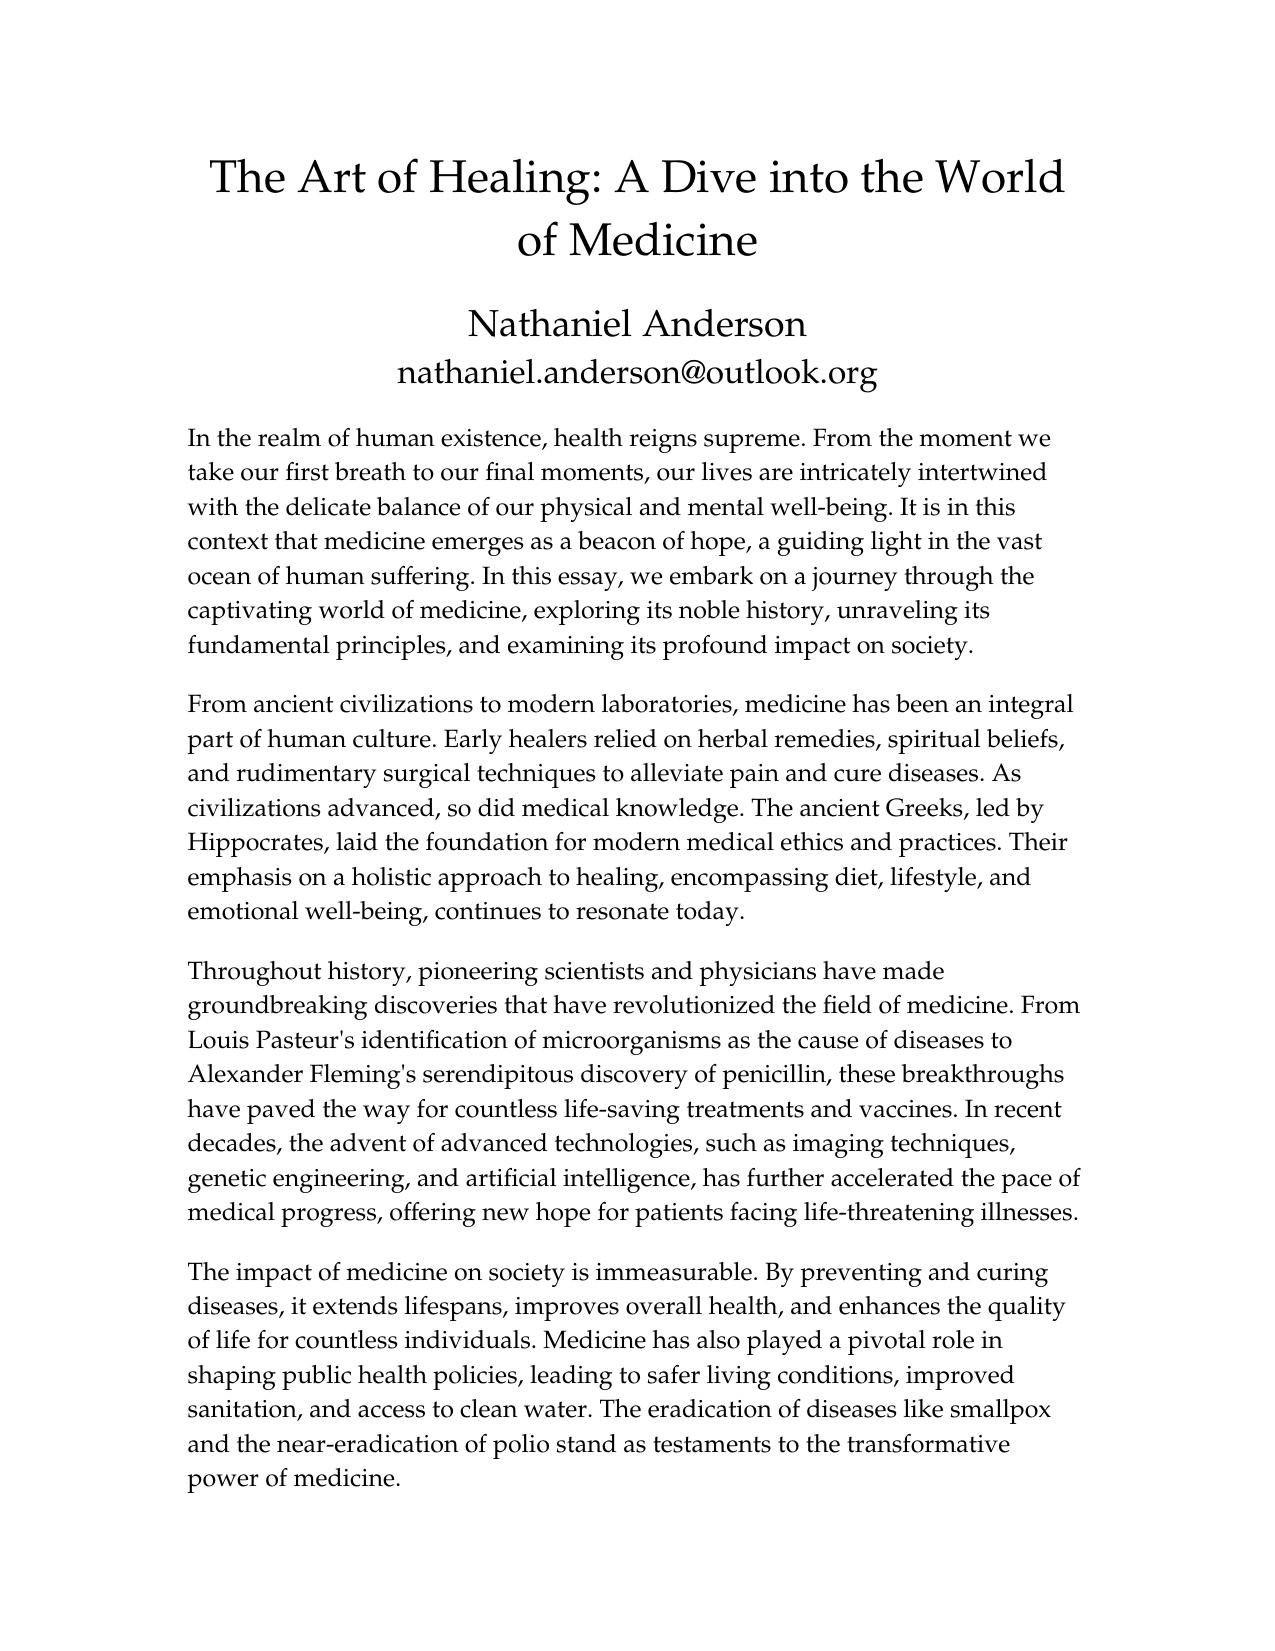 The Art of Healing: A Dive into the World
of Medicine
Nathaniel Anderson
nathaniel.anderson@outlook.org
In the realm of human existence, health reigns supreme. From the moment we
take our first breath to our final moments, our lives are intricately intertwined
with the delicate balance of our physical and mental well-being. It is in this
context that medicine emerges as a beacon of hope, a guiding light in the vast
ocean of human suffering. In this essay, we embark on a journey through the
captivating world of medicine, exploring its noble history, unraveling its
fundamental principles, and examining its profound impact on society.
From ancient civilizations to modern laboratories, medicine has been an integral
part of human culture. Early healers relied on herbal remedies, spiritual beliefs,
and rudimentary surgical techniques to alleviate pain and cure diseases. As
civilizations advanced, so did medical knowledge. The ancient Greeks, led by
Hippocrates, laid the foundation for modern medical ethics and practices. Their
emphasis on a holistic approach to healing, encompassing diet, lifestyle, and
emotional well-being, continues to resonate today.
Throughout history, pioneering scientists and physicians have made
groundbreaking discoveries that have revolutionized the field of medicine. From
Louis Pasteur's identification of microorganisms as the cause of diseases to
Alexander Fleming's serendipitous discovery of penicillin, these breakthroughs
have paved the way for countless life-saving treatments and vaccines. In recent
decades, the advent of advanced technologies, such as imaging techniques,
genetic engineering, and artificial intelligence, has further accelerated the pace of
medical progress, offering new hope for patients facing life-threatening illnesses.
The impact of medicine on society is immeasurable. By preventing and curing
diseases, it extends lifespans, improves overall health, and enhances the quality
of life for countless individuals. Medicine has also played a pivotal role in
shaping public health policies, leading to safer living conditions, improved
sanitation, and access to clean water. The eradication of diseases like smallpox
and the near-eradication of polio stand as testaments to the transformative
power of medicine.